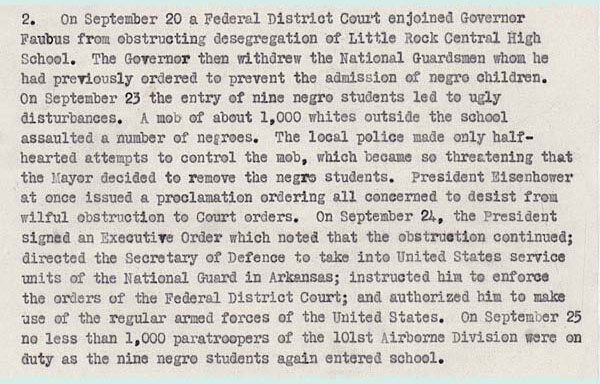 2. On September 20 a Federal District Court enjoined Governor
Faubus from obstructing desegregation of Little Rock Central High
School. The Governor then withdrew the National Guardsmen whom he
had previously ordered to prevent the admission of negro children.
On September 23 the entry of nine negro students led to ugly
disturbances. A mob of about 1,000 whites outside the school
assaulted a number of negroes. The local police made only half-
hearted attempts to control the mob, which became so threatening that
the Mayor decided to remove the negro students. President Eisenhower
at once issued a proclamation ordering all concerned to desist from
wilful obstruction to Court orders. On September 24, the President
signed an Executive Order which noted that the obstruction continued;
directed the Secretary of Defence to take into United States service
units of the National Guard in Arkansas; instructed him to enforce
the orders of the Federal District Court; and authorized him to make
use of the regular armed forces of the United States. On September 25
no less than 1,000 paratroopers of the 101st Airborne Division were on
duty as the nine negro students again entered school.